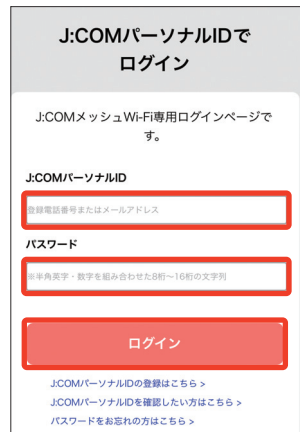 J:COMパーソナルIDで
ログイン
J:COMメッシュWi-Fi専用ログインページで
す。
J:COMパーソナルID
登録電話番号またはメールアドレス
パスワード
※半角英字・数字を組み合わせた8桁〜16桁の文字列
ログイン
J:COMパーソナルIDの登録はこちら >
J:COMパーソナルIDを確認したい方はこちら >
パスワードをお忘れの方はこちら >